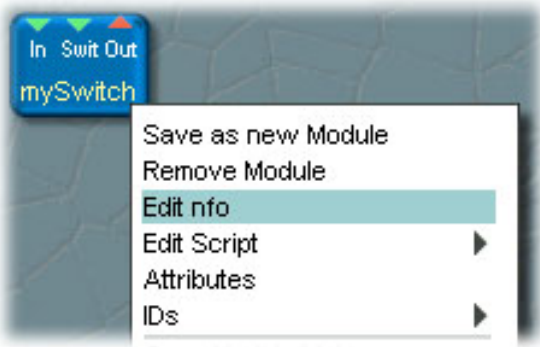 In Swit Out
mySwitch
Save as new Module
Remove Module
Edit nfo
Edit Script
Attributes
IDs